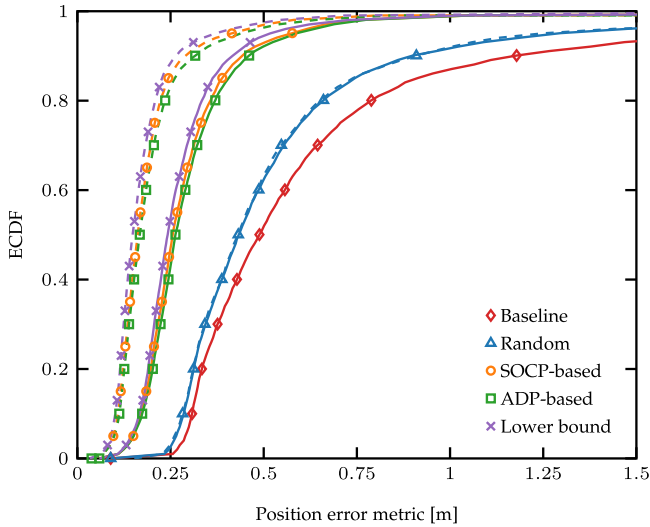 1
0.8
0.6
0.4
0.2
0
ECDF
Baseline
Random
SOCP-based
ADP-based
Lower bound
0 0.25 0.5 0.75 1 1.25 1.5
Position error metric [m]